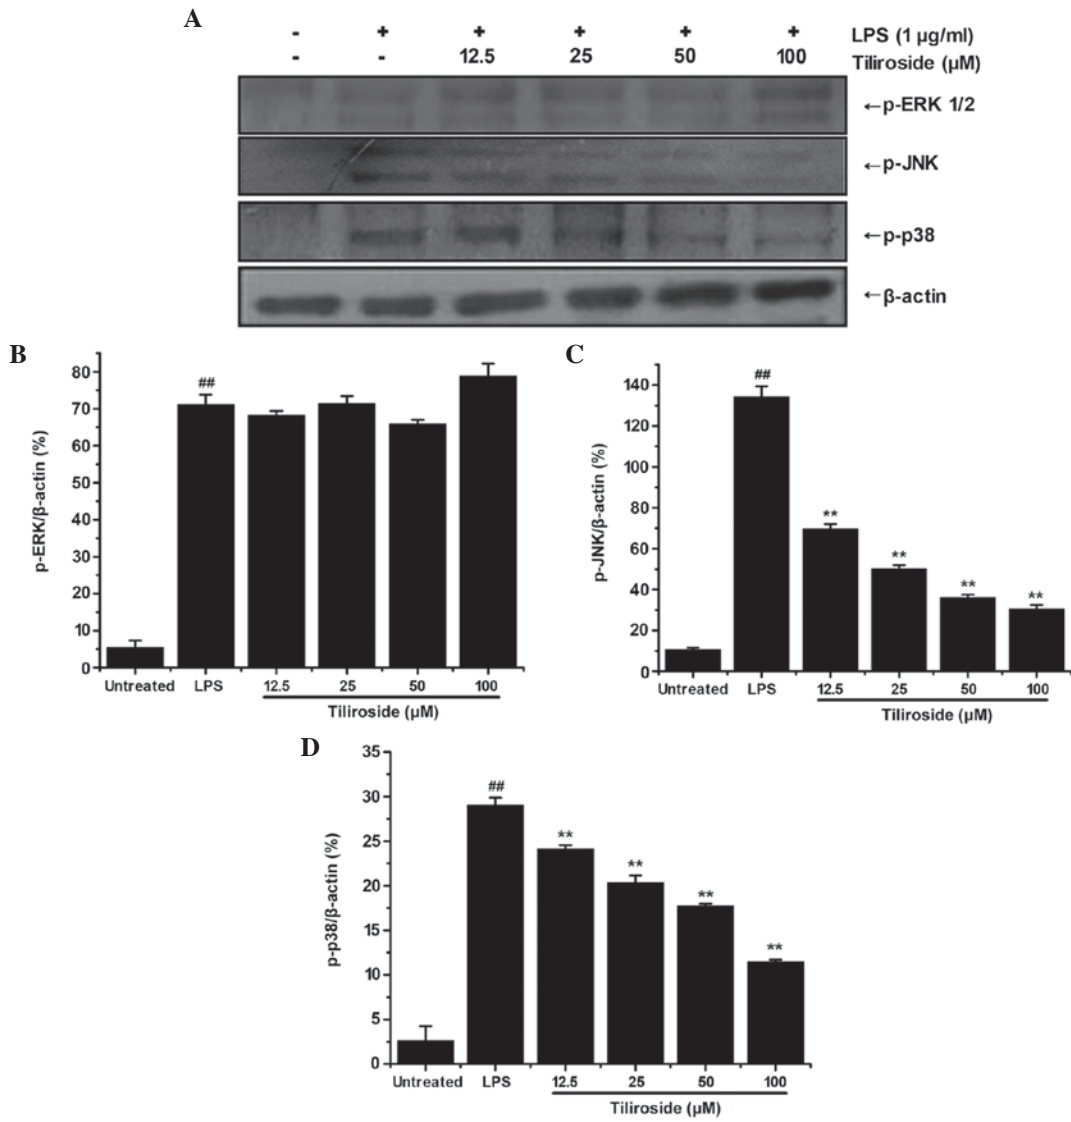 A
- + + + + + LPS (1 µg/ml)
- - 12.5 25 50 100 Tiliroside (µM)
←p-ERK 1/2
←p-JNK
←p-p38
←β-actin
B
p-ERK/β-actin (%)
80
70
60
50
40
30
20
10
0
##
Untreated LPS 12.5 25 50 100
Tiliroside (µM)
C
p-JNK/β-actin (%)
140
120
100
80
60
40
20
0
##
**
**
**
**
Untreated LPS 12.5 25 50 100
Tiliroside (µM)
D
p-p38/β-actin (%)
35
30
25
20
15
10
5
0
##
**
**
**
**
Untreated LPS 12.5 25 50 100
Tiliroside (µM)